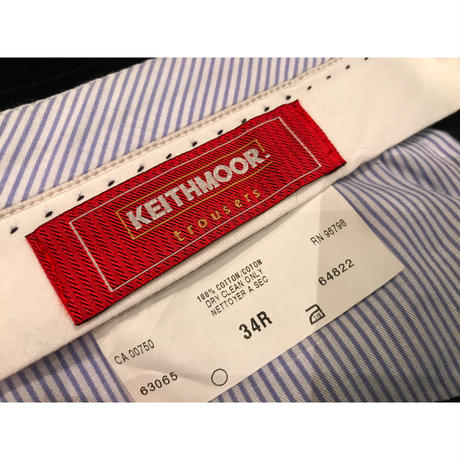 KEITHMOOR.
trousers
100% COTTON/COTON
DRY CLEAN ONLY
NETTOYER A SEC
RN 96798
CA 00750
34R
64822
63065